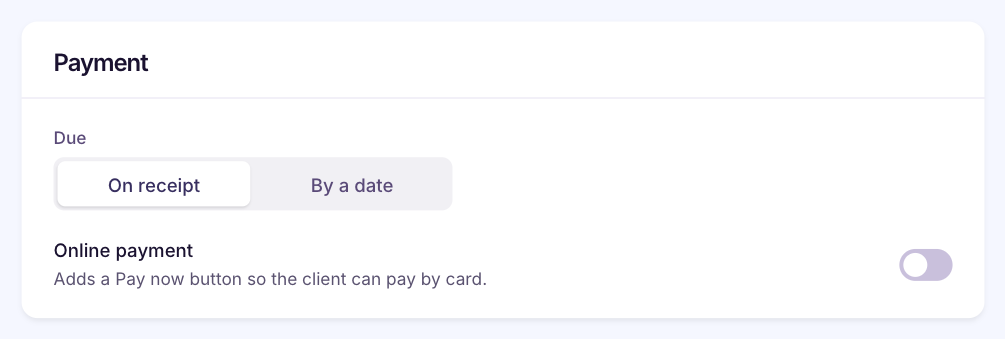 Payment
Due
On receipt
By a date
Online payment
Adds a Pay now button so the client can pay by card.